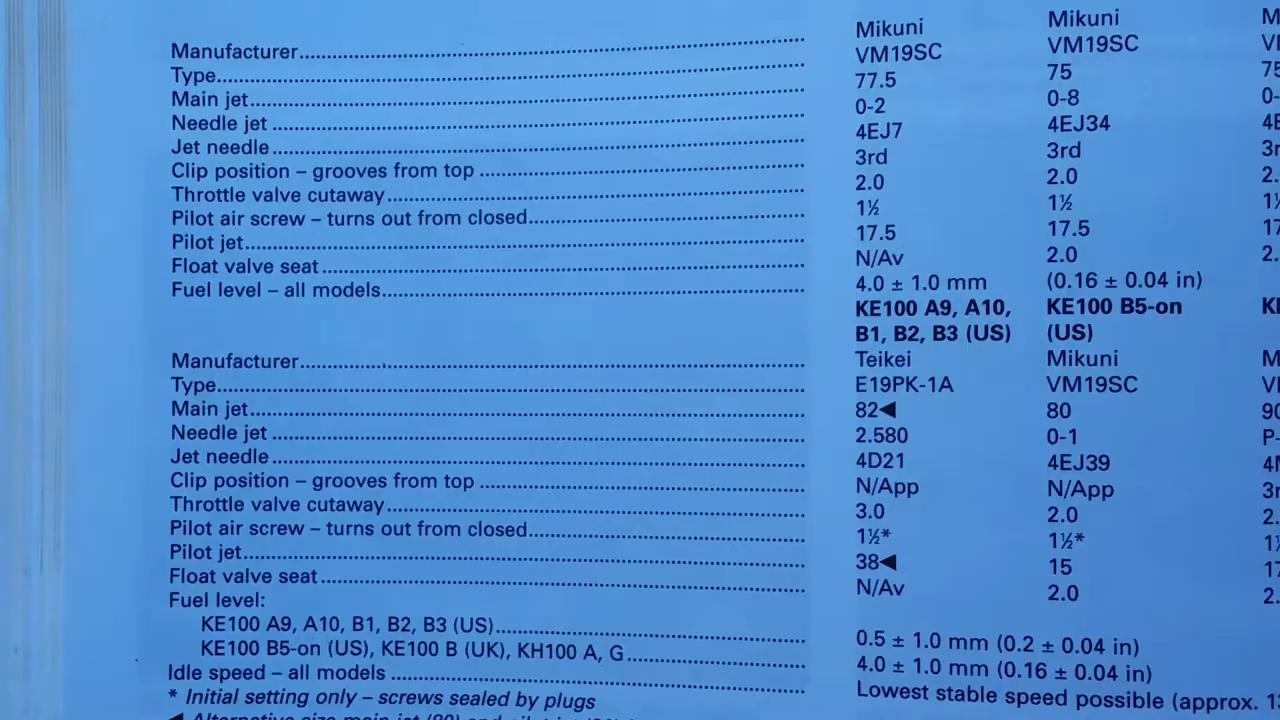 Mikuni Mikuni M
Manufacturer VM19SC VM19SC
Type 77.5 75 75
Main jet 0-2 0-8 0-
Needle jet 4EJ7 4EJ34
Jet needle 3rd 3rd
Clip position – grooves from top 2.0 2.0 2.
Throttle valve cutaway 1½ 1½
Pilot air screw – turns out from closed 17.5 17.5 17
Pilot jet N/Av 2.0 2.
Float valve seat 4.0 ± 1.0 mm (0.16 ± 0.04 in)
Fuel level – all models KE100 A9, A10, KE100 B5-on
B1, B2, B3 (US) (US)
Manufacturer Teikei Mikuni M
Type E19PK-1A VM19SC
Main jet 82◄ 80 90
Needle jet 2.580 0-1 P-
Jet needle 4D21 4EJ39
Clip position – grooves from top N/App N/App
Throttle valve cutaway 3.0 2.0 2.
Pilot air screw – turns out from closed 1½* 1½*
Pilot jet 38◄ 15 17
Float valve seat N/Av 2.0 2.
Fuel level:
KE100 A9, A10, B1, B2, B3 (US) 0.5 ± 1.0 mm (0.2 ± 0.04 in)
KE100 B5-on (US), KE100 B (UK), KH100 A, G 4.0 ± 1.0 mm (0.16 ± 0.04 in)
Idle speed – all models Lowest stable speed possible (approx.
* Initial setting only – screws sealed by plugs